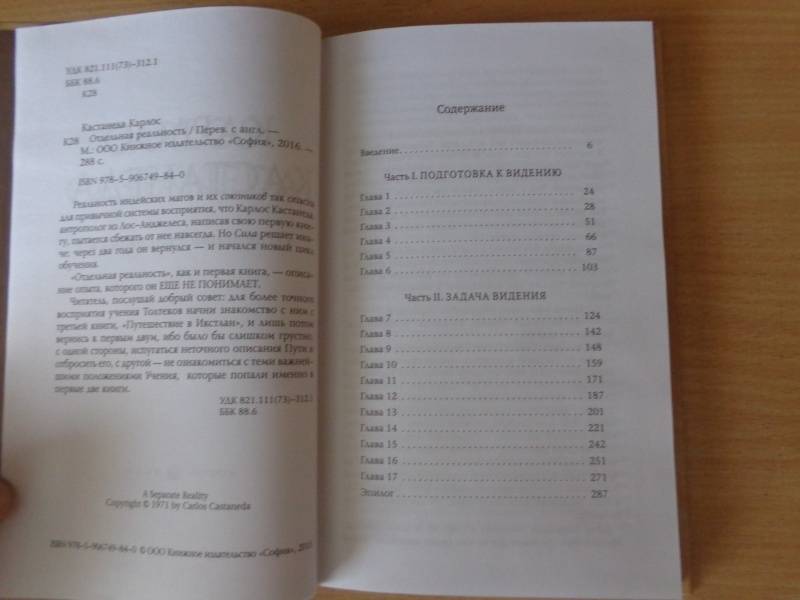 УДК 821.111(73)–312.1
ББК 88.6
К28
Кастанеда Карлос
К28 Отдельная реальность / Перев. с англ. —
М.: ООО Книжное издательство «София», 2016. —
288 с.
ISBN 978–5–906749–84–0
Реальность индейских магов и их союзников так опасна
для привычной системы восприятия, что Карлос Кастанеда,
антрополог из Лос–Анджелеса, написав свою первую кни-
гу, пытается сбежать от нее навсегда. Но Сила решает ина-
че: через два года он вернулся — и начался новый цикл
обучения.
«Отдельная реальность», как и первая книга, — описа-
ние опыта, которого он ЕЩЕ НЕ ПОНИМАЕТ.
Читатель, послушай добрый совет: для более точного
восприятия учения Толтеков начни знакомство с ним с
третьей книги, «Путешествие в Икстлан», и лишь потом
вернись к первым двум, ибо было бы слишком грустно,
с одной стороны, испугаться неточного описания Пути и
отбросить его, с другой — не ознакомиться с теми важней-
шими положениями Учения, которые попали именно в
первые две книги.
УДК 821.111(73)–312.1
ББК 88.6
A Separate Reality
Copyright © 1971 by Carlos Castaneda
ISBN 978–5–906749–84–0 © ООО Книжное издательство «София»,
Содержание
Введение. 6
Часть I. ПОДГОТОВКА К ВИДЕНИЮ
Глава 1 24
Глава 2 28
Глава 3 51
Глава 4 66
Глава 5 87
Глава 6 103
Часть II. ЗАДАЧА ВИДЕНИЯ
Глава 7 124
Глава 8 142
Глава 9 148
Глава 10 159
Глава 11 171
Глава 12 187
Глава 13 201
Глава 14 221
Глава 15 242
Глава 16 251
Глава 17 271
Эпилог 287